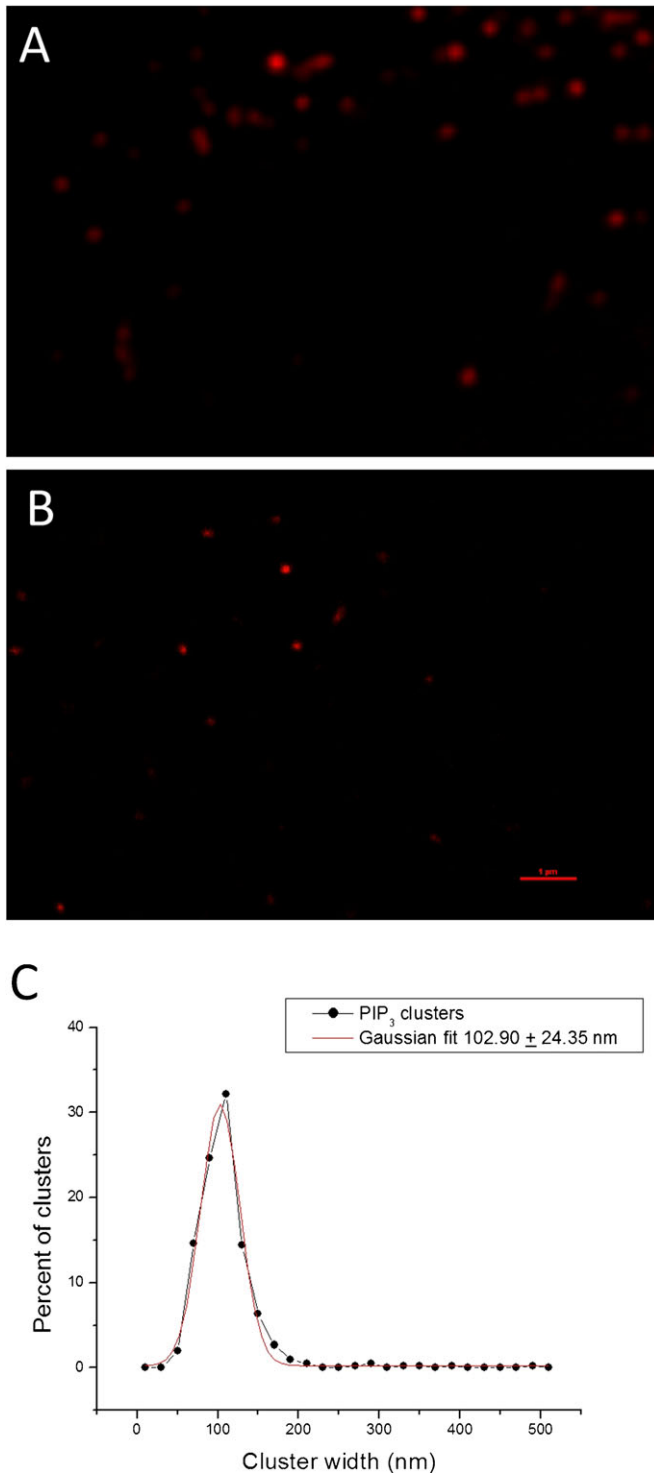 A
B
1 µm
C
PIP3 clusters
Gaussian fit 102.90 ± 24.35 nm
40
30
20
10
0
Percent of clusters
0 100 200 300 400 500
Cluster width (nm)